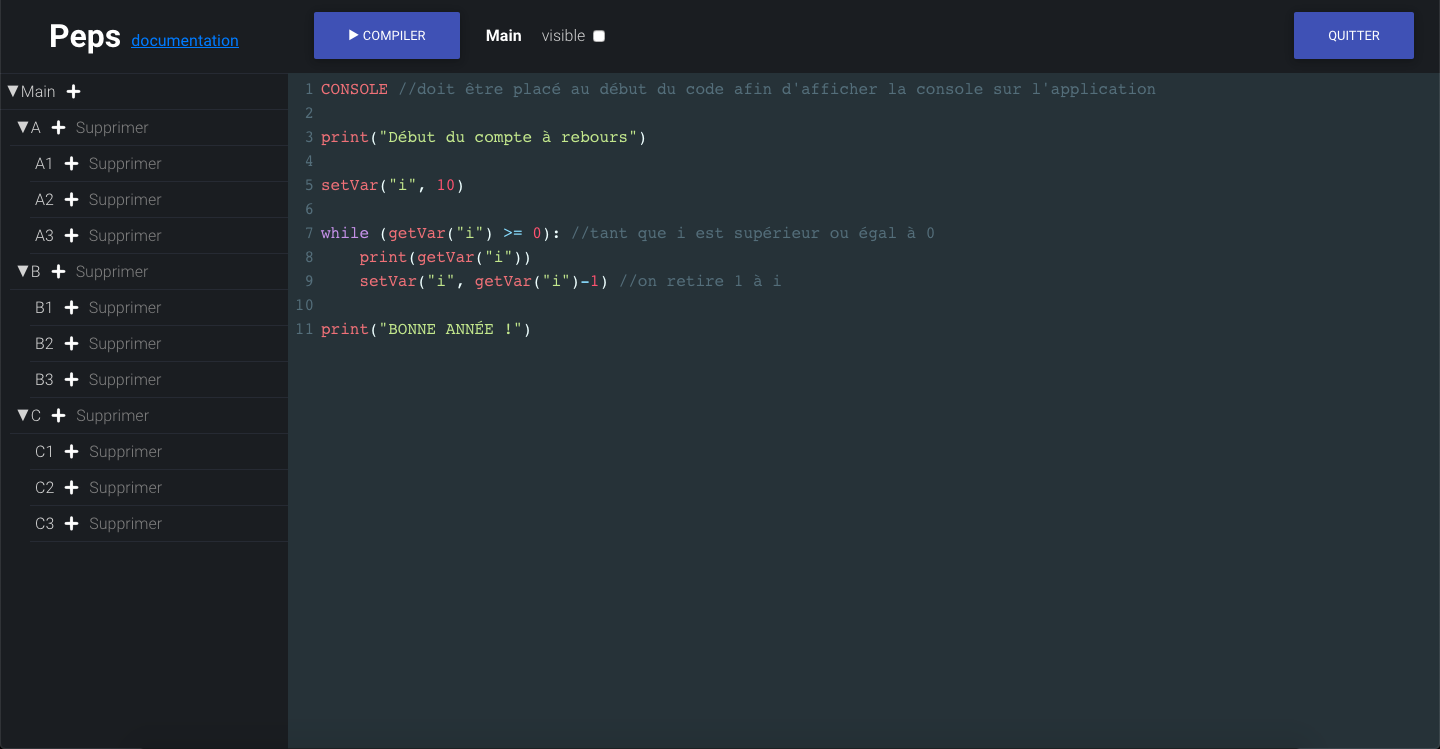 Peps documentation
▶ COMPILER Main visible QUITTER
▼Main +
▼A + Supprimer
A1 + Supprimer
A2 + Supprimer
A3 + Supprimer
▼B + Supprimer
B1 + Supprimer
B2 + Supprimer
B3 + Supprimer
▼C + Supprimer
C1 + Supprimer
C2 + Supprimer
C3 + Supprimer
1 CONSOLE //doit être placé au début du code afin d'afficher la console sur l'application
2
3 print("Début du compte à rebours")
4
5 setVar("i", 10)
6
7 while (getVar("i") >= 0): //tant que i est supérieur ou égal à 0
8     print(getVar("i"))
9     setVar("i", getVar("i")-1) //on retire 1 à i
10
11 print("BONNE ANNÉE !")